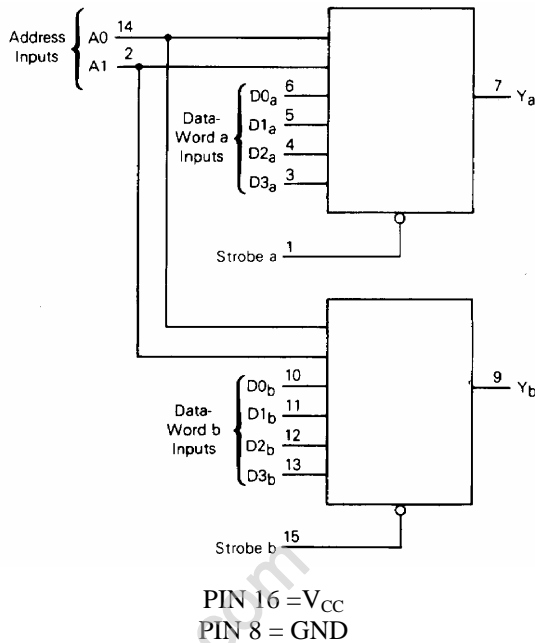 Address
Inputs
A0 14
A1 2
D0a 6
D1a 5
D2a 4
D3a 3
Data-
Word a
Inputs
7 Ya
Strobe a 1
D0b 10
D1b 11
D2b 12
D3b 13
Data-
Word b
Inputs
9 Yb
Strobe b 15
PIN 16 =VCC
PIN 8 = GND
com